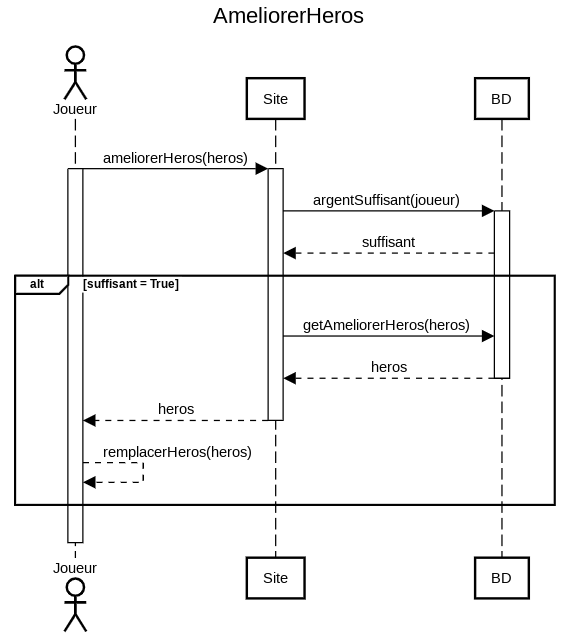 AmeliorerHeros
Joueur
Site
BD
ameliorerHeros(heros)
argentSuffisant(joueur)
suffisant
alt
[suffisant = True]
getAmeliorerHeros(heros)
heros
heros
remplacerHeros(heros)
Joueur
Site
BD